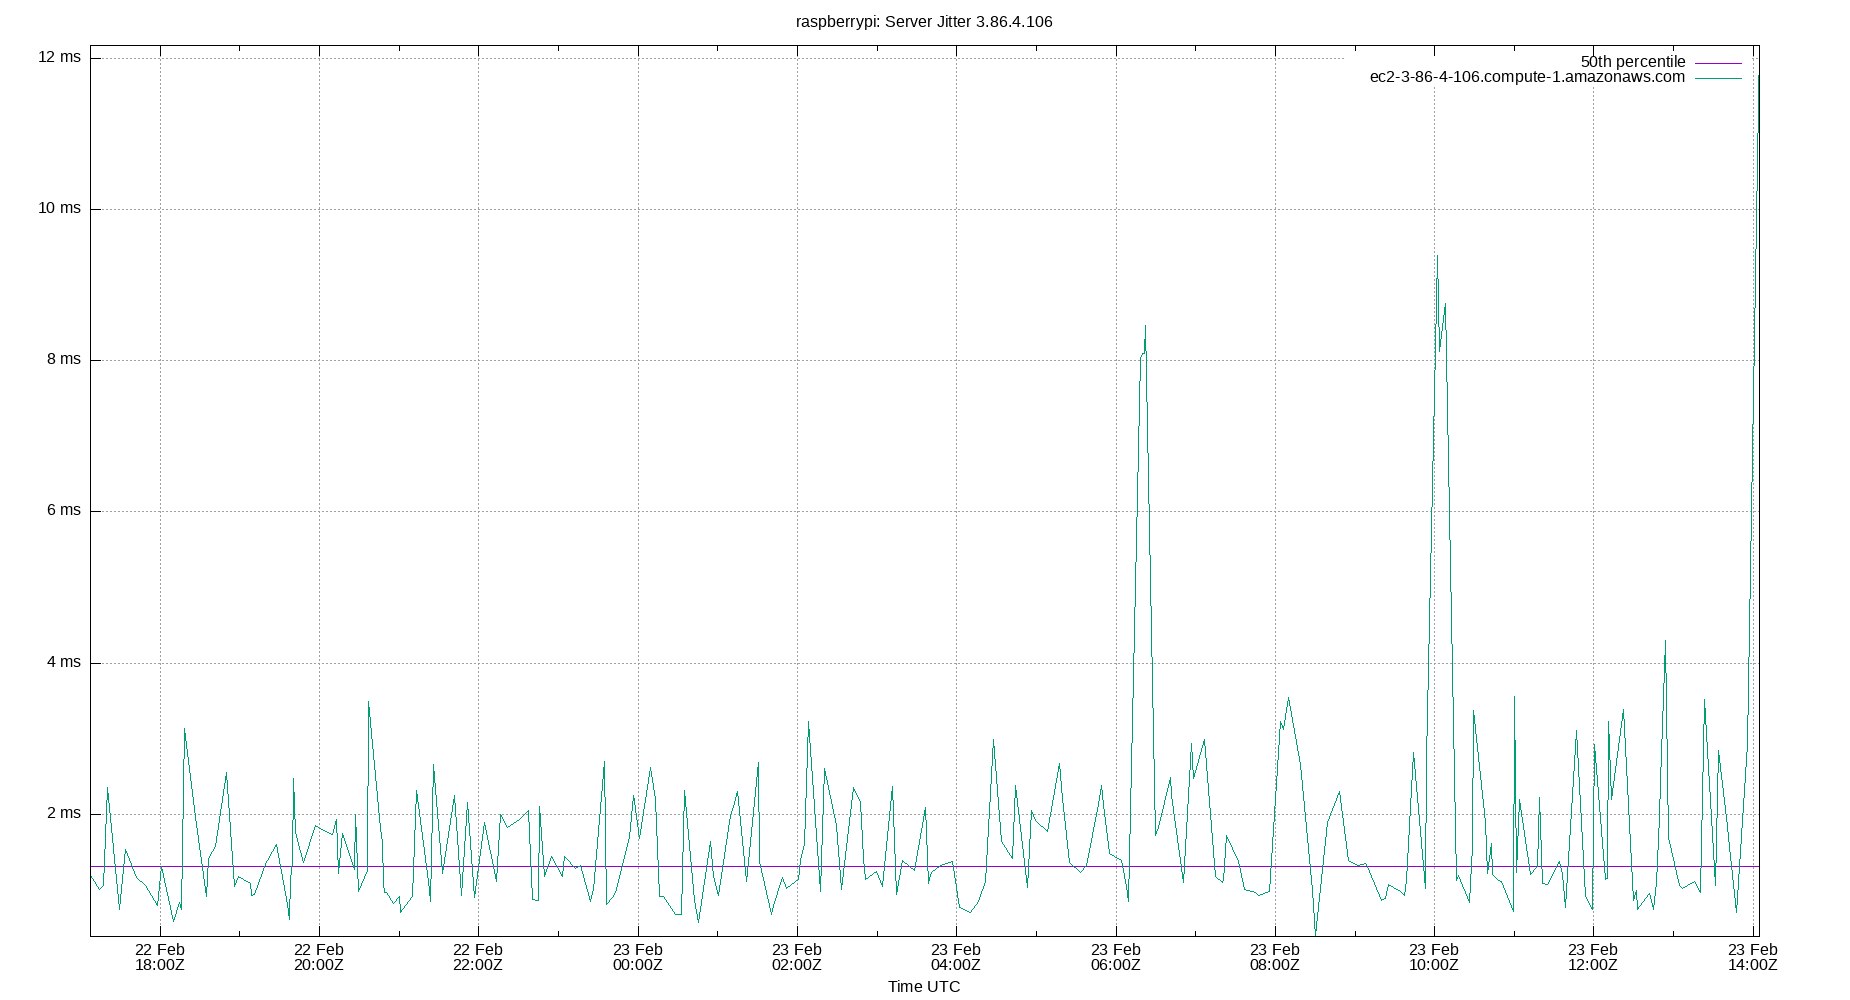 raspberrypi: Server Jitter 3.86.4.106
12 ms
10 ms
8 ms
6 ms
4 ms
2 ms
50th percentile
ec2-3-86-4-106.compute-1.amazonaws.com
22 Feb 22 Feb 22 Feb 23 Feb 23 Feb 23 Feb 23 Feb 23 Feb 23 Feb 23 Feb 23 Feb
18:00Z 20:00Z 22:00Z 00:00Z 02:00Z 04:00Z 06:00Z 08:00Z 10:00Z 12:00Z 14:00Z
Time UTC